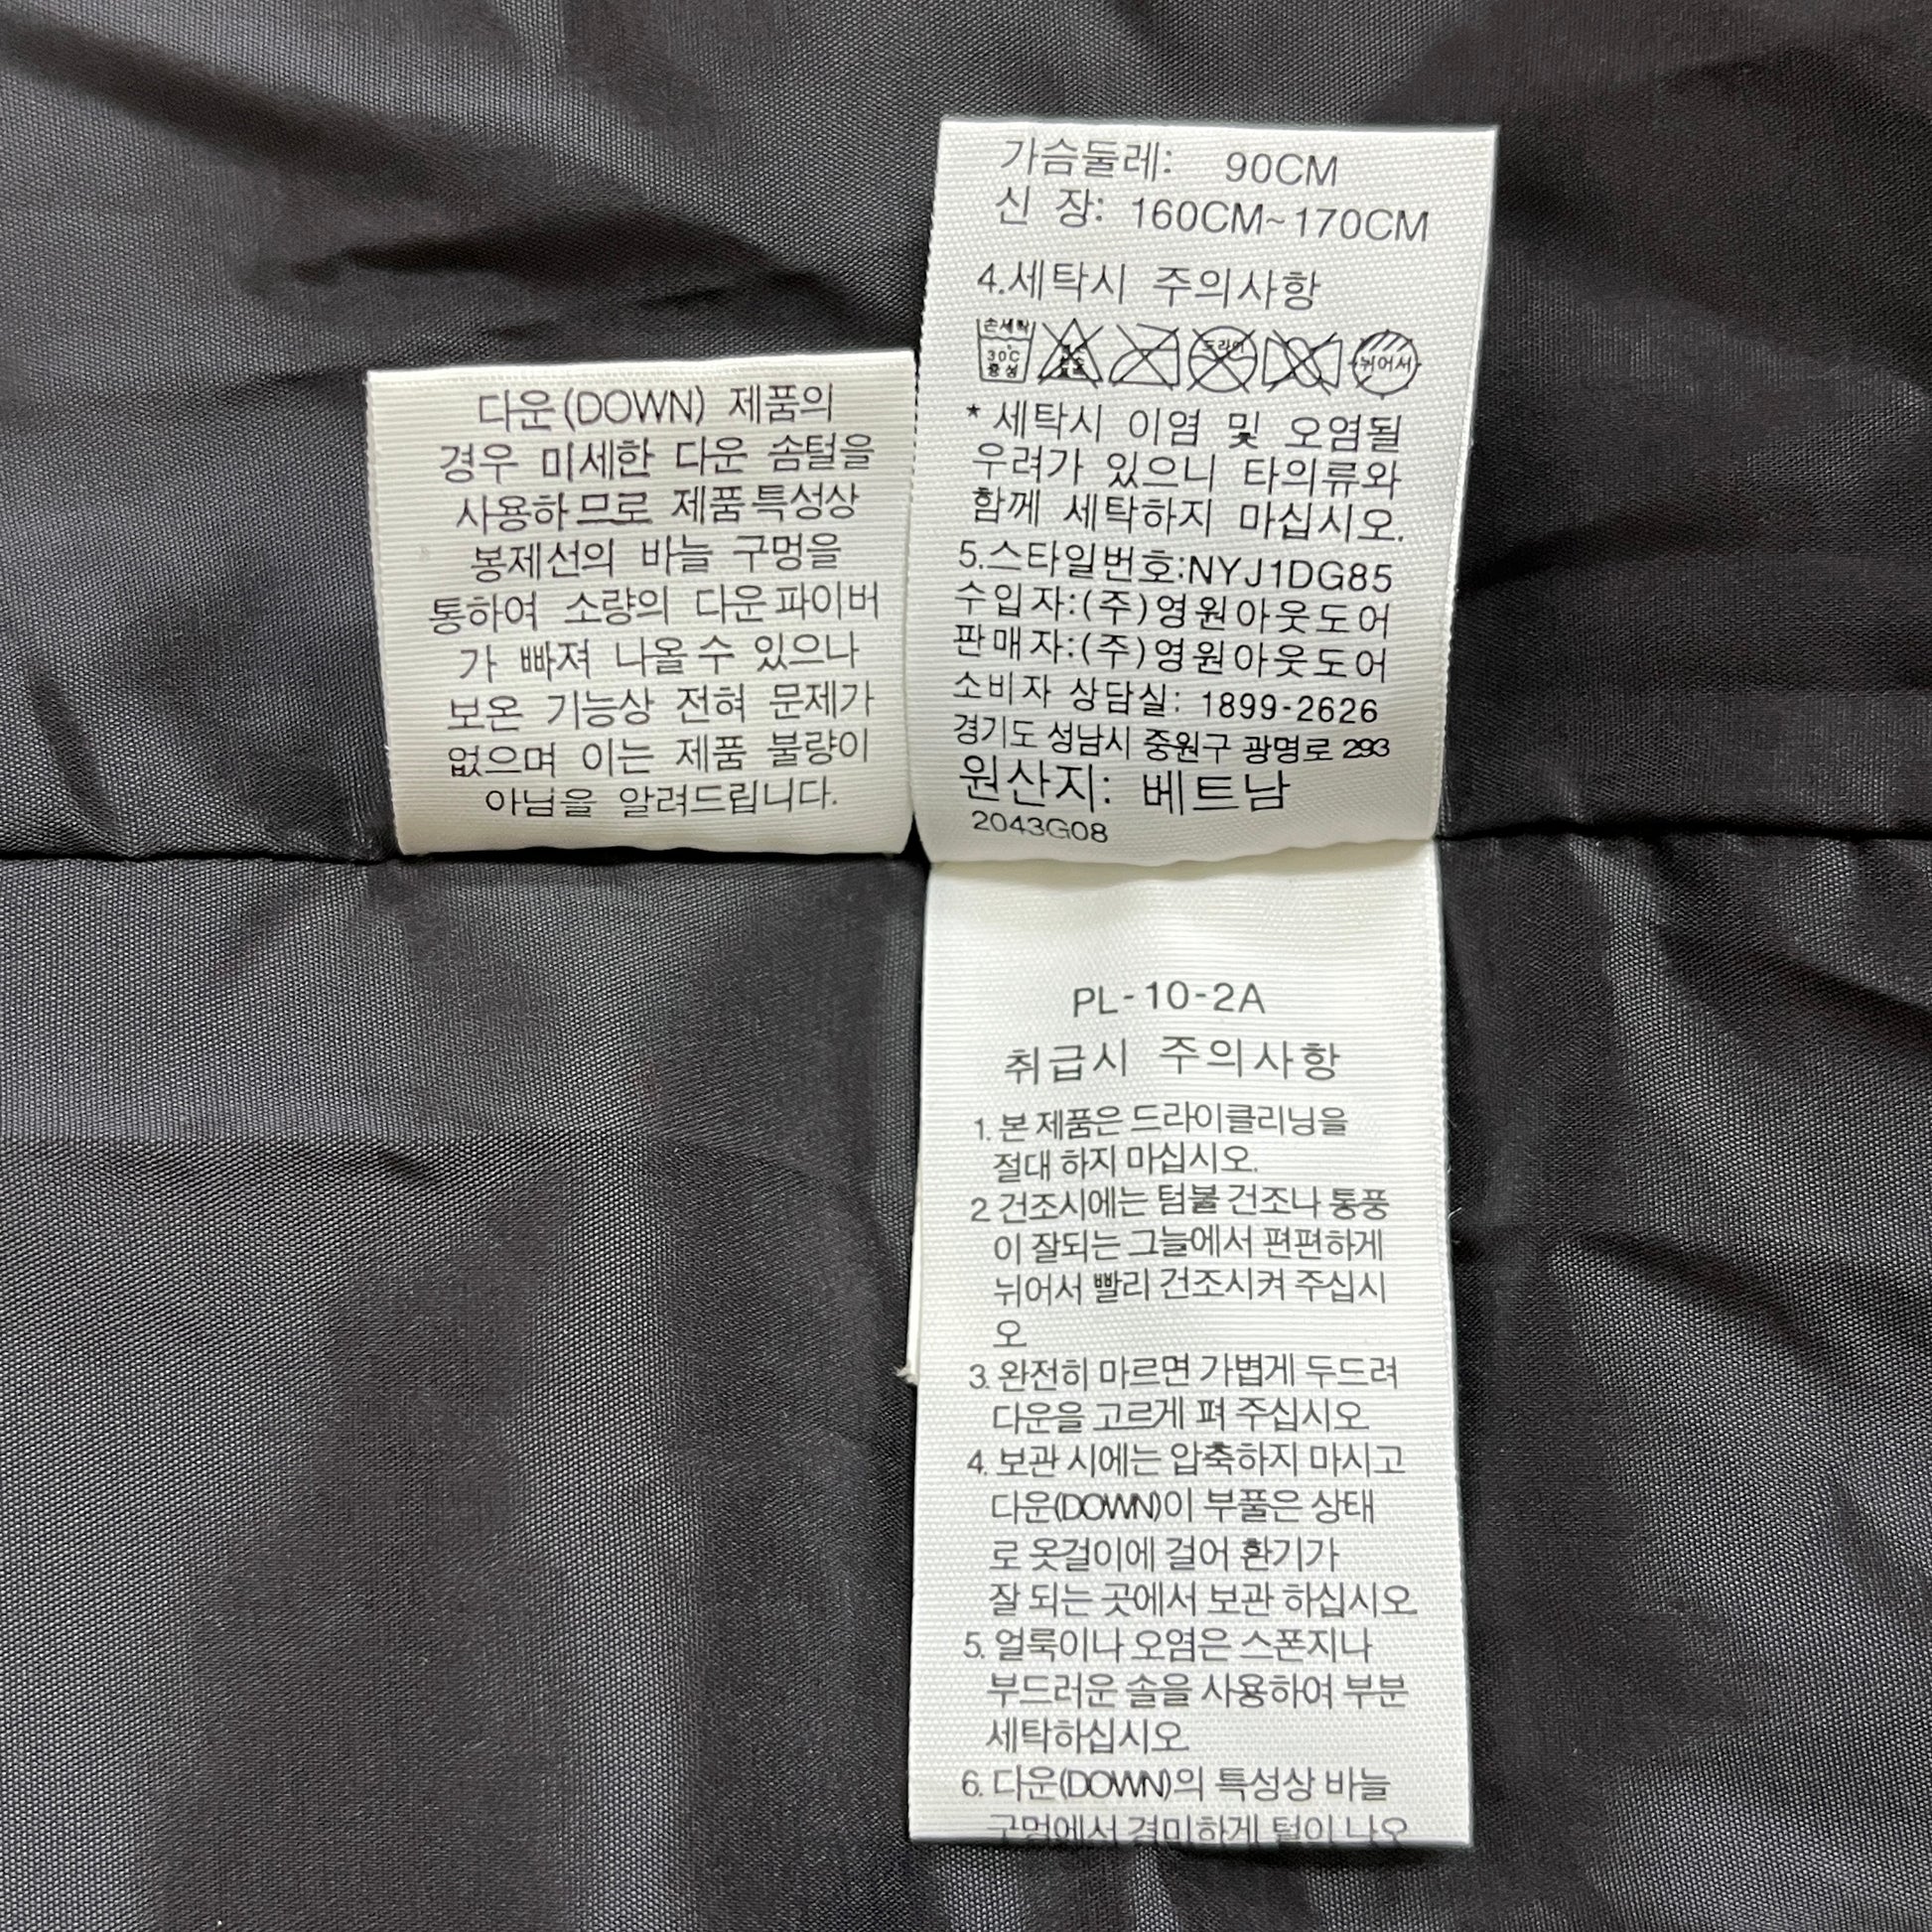 다운(DOWN) 제품의
경우 미세한 다운 솜털을
사용하므로 제품특성상
봉제선의 바늘 구멍을
통하여 소량의 다운파이버
가 빠져 나올수 있으나
보온 기능상 전혀 문제가
없으며 이는 제품 불량이
아님을 알려드립니다.
가슴둘레: 90CM
신 장: 160CM~170CM
4.세탁시 주의사항
손세탁
30℃
중성
드라이
뉘어서
* 세탁시 이염 및 오염될
우려가 있으니 타의류와
함께 세탁하지 마십시오.
5.스타일번호:NYJ1DG85
수입자:(주)영원아웃도어
판매자:(주)영원아웃도어
소비자 상담실: 1899-2626
경기도 성남시 중원구 광명로 293
원산지: 베트남
2043G08
PL-10-2A
취급시 주의사항
1. 본 제품은 드라이클리닝을
절대 하지 마십시오.
2. 건조시에는 텀블 건조나 통풍
이 잘되는 그늘에서 편편하게
뉘어서 빨리 건조시켜 주십시
오.
3. 완전히 마르면 가볍게 두드려
다운을 고르게 펴 주십시오.
4. 보관 시에는 압축하지 마시고
다운(DOWN)이 부풀은 상태
로 옷걸이에 걸어 환기가
잘 되는 곳에서 보관 하십시오.
5. 얼룩이나 오염은 스폰지나
부드러운 솔을 사용하여 부분
세탁하십시오.
6. 다운(DOWN)의 특성상 바늘
구멍에서 경미하게 털이 나오